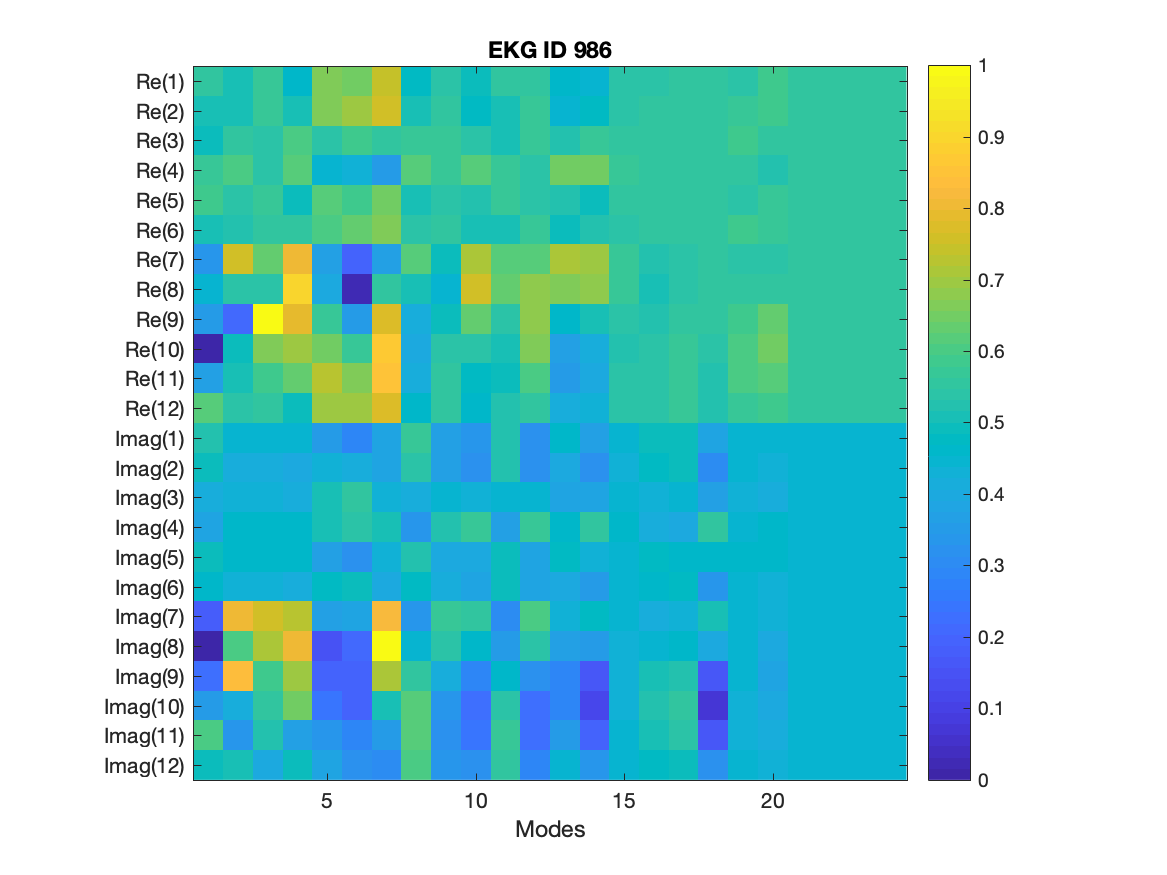 EKG ID 986
Re(1)
Re(2)
Re(3)
Re(4)
Re(5)
Re(6)
Re(7)
Re(8)
Re(9)
Re(10)
Re(11)
Re(12)
Imag(1)
Imag(2)
Imag(3)
Imag(4)
Imag(5)
Imag(6)
Imag(7)
Imag(8)
Imag(9)
Imag(10)
Imag(11)
Imag(12)
5 10 15 20
Modes
1
0.9
0.8
0.7
0.6
0.5
0.4
0.3
0.2
0.1
0